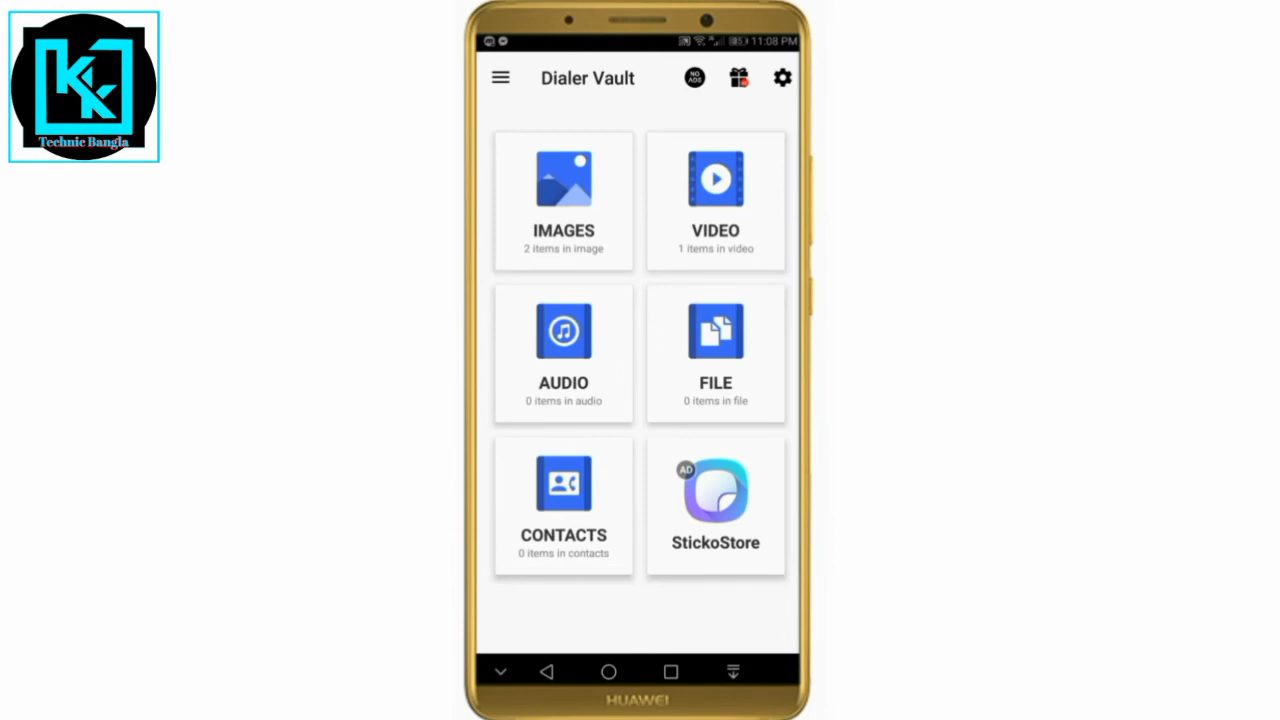 KK
Technic Bangla
11:08 PM
Dialer Vault
NO
ADS
IMAGES
2 items in image
VIDEO
1 items in video
AUDIO
0 items in audio
FILE
0 items in file
CONTACTS
0 items in contacts
AD
StickoStore
HUAWEI